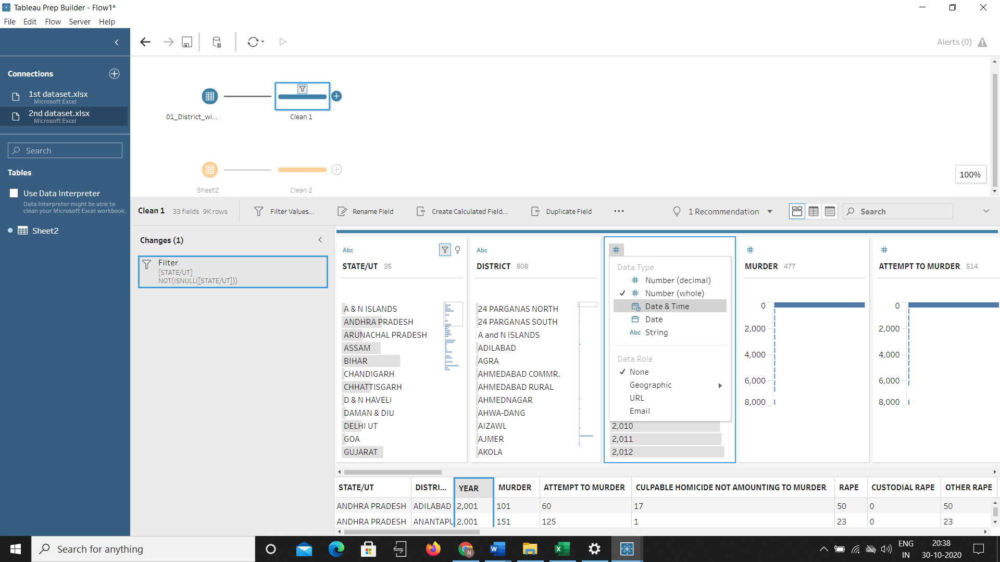 Tableau Prep Builder - Flow1*
File Edit Flow Server Help
Alerts (0)
Connections
1st dataset.xlsx
Microsoft Excel
2nd dataset.xlsx
Microsoft Excel
Search
Tables
Use Data Interpreter
Data Interpreter might be able to
clean your Microsoft Excel workbook.
Sheet2
01_District_wi...
Clean 1
Sheet2
Clean 2
100%
Clean 1 33 fields 9K rows
Filter Values...
Rename Field
Create Calculated Field...
Duplicate Field
1 Recommendation
Search
Changes (1)
Filter
[STATE/UT]
NOT(ISNULL([STATE/UT]))
Abc
STATE/UT 35
A & N ISLANDS
ANDHRA PRADESH
ARUNACHAL PRADESH
ASSAM
BIHAR
CHANDIGARH
CHHATTISGARH
D & N HAVELI
DAMAN & DIU
DELHI UT
GOA
GUJARAT
Abc
DISTRICT 808
24 PARGANAS NORTH
24 PARGANAS SOUTH
A and N ISLANDS
ADILABAD
AGRA
AHMEDABAD COMMR.
AHMEDABAD RURAL
AHMEDNAGAR
AHWA-DANG
AIZAWL
AJMER
AKOLA
#
Data Type
# Number (decimal)
# Number (whole)
Date & Time
Date
Abc String
Data Role
None
Geographic
URL
Email
2,010
2,011
2,012
#
MURDER 477
0
2,000
4,000
6,000
8,000
#
ATTEMPT TO MURDER 514
0
2,000
4,000
6,000
8,000
STATE/UT DISTRI... YEAR MURDER ATTEMPT TO MURDER CULPABLE HOMICIDE NOT AMOUNTING TO MURDER RAPE CUSTODIAL RAPE OTHER RAPE
ANDHRA PRADESH ADILABAD 2,001 101 60 17 50 0 50
ANDHRA PRADESH ANANTAPU 2,001 151 125 1 23 0 23
Search for anything
ENG
IN
20:38
30-10-2020